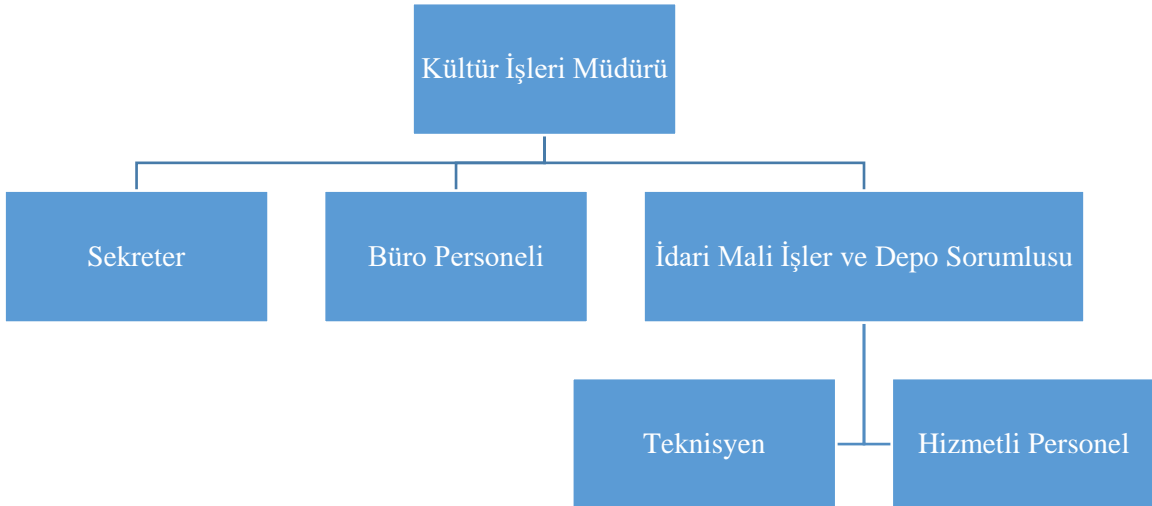 Kültür İşleri Müdürü
Sekreter
Büro Personeli
İdari Mali İşler ve Depo Sorumlusu
Teknisyen
Hizmetli Personel